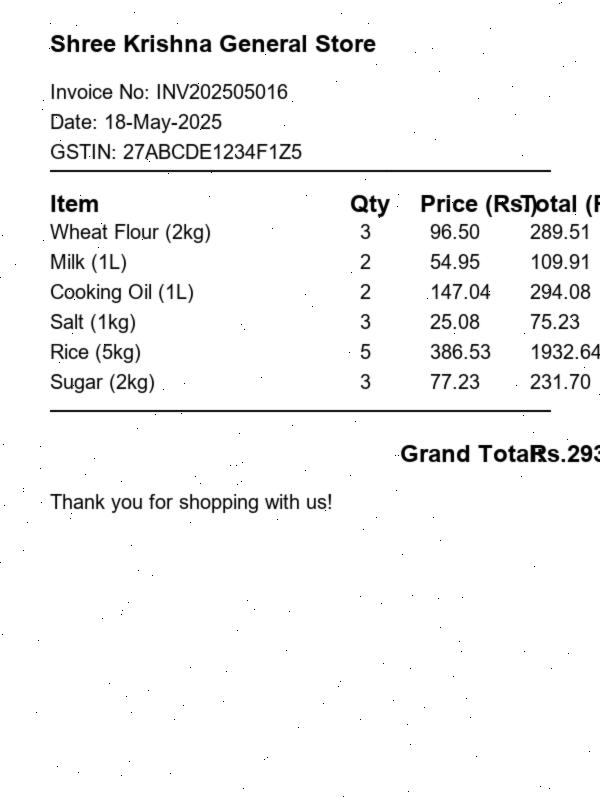 Shree Krishna General Store
Invoice No: INV202505016
Date: 18-May-2025
GSTIN: 27ABCDE1234F1Z5
Item Qty Price (Rs) Total (R
Wheat Flour (2kg) 3 96.50 289.51
Milk (1L) 2 54.95 109.91
Cooking Oil (1L) 2 147.04 294.08
Salt (1kg) 3 25.08 75.23
Rice (5kg) 5 386.53 1932.64
Sugar (2kg) 3 77.23 231.70
Grand Total Rs.293
Thank you for shopping with us!